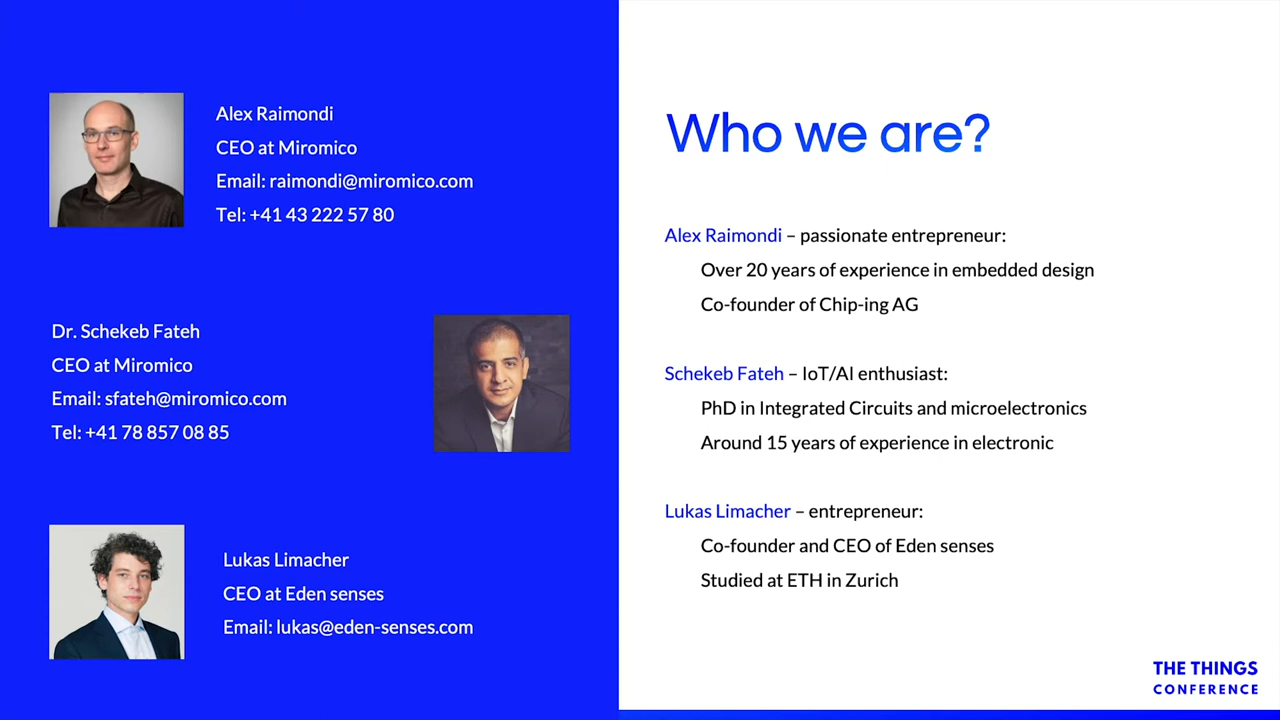 Alex Raimondi
CEO at Miromico
Email: raimondi@miromico.com
Tel: +41 43 222 57 80
Dr. Schekeb Fateh
CEO at Miromico
Email: sfateh@miromico.com
Tel: +41 78 857 08 85
Lukas Limacher
CEO at Eden senses
Email: lukas@eden-senses.com
Who we are?
Alex Raimondi – passionate entrepreneur:
Over 20 years of experience in embedded design
Co-founder of Chip-ing AG
Schekeb Fateh – IoT/AI enthusiast:
PhD in Integrated Circuits and microelectronics
Around 15 years of experience in electronic
Lukas Limacher – entrepreneur:
Co-founder and CEO of Eden senses
Studied at ETH in Zurich
THE THINGS
CONFERENCE